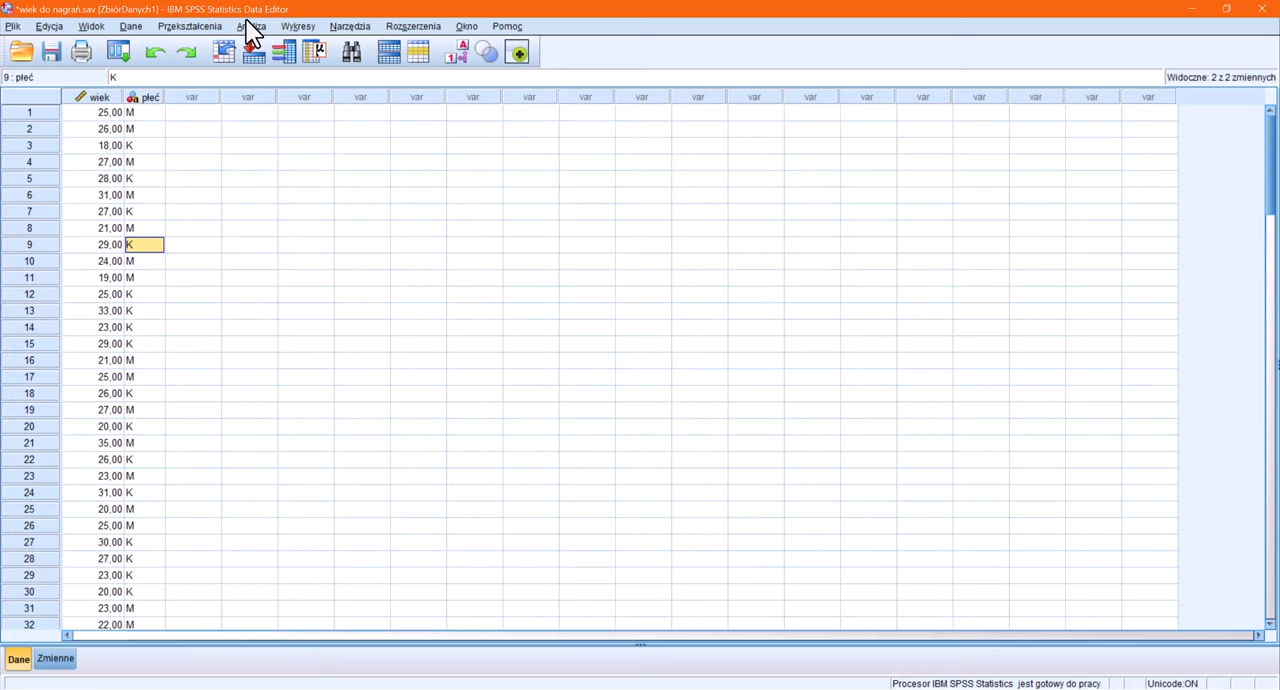 *wiek do nagrań.sav [ZbiórDanych1] - IBM SPSS Statistics Data Editor
Plik Edycja Widok Dane Przekształcenia Analiza Wykresy Narzędzia Rozszerzenia Okno Pomoc
9 : płeć K Widoczne: 2 z 2 zmiennych
wiek płeć var var var var var var var var var var var var var var var var var var
1 25,00 M
2 26,00 M
3 18,00 K
4 27,00 M
5 28,00 K
6 31,00 M
7 27,00 K
8 21,00 M
9 29,00 K
10 24,00 M
11 19,00 M
12 25,00 K
13 33,00 K
14 23,00 K
15 29,00 K
16 21,00 M
17 25,00 M
18 26,00 K
19 27,00 M
20 20,00 K
21 35,00 M
22 26,00 K
23 23,00 M
24 31,00 K
25 20,00 M
26 25,00 M
27 30,00 K
28 27,00 K
29 23,00 K
30 20,00 K
31 23,00 M
32 22,00 M
Dane Zmienne
Procesor IBM SPSS Statistics jest gotowy do pracy Unicode:ON